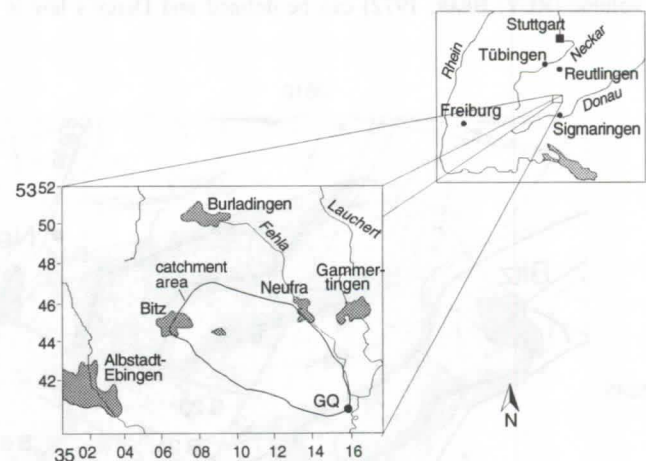 Stuttgart
Rhein
Neckar
Tübingen
Reutlingen
Donau
Freiburg
Sigmaringen
53 52
50
48
46
44
42
Burladingen
Fehla
Lauchert
catchment
area
Neufra
Gammer-
tingen
Bitz
Albstadt-
Ebingen
GQ
N
35 02 04 06 08 10 12 14 16